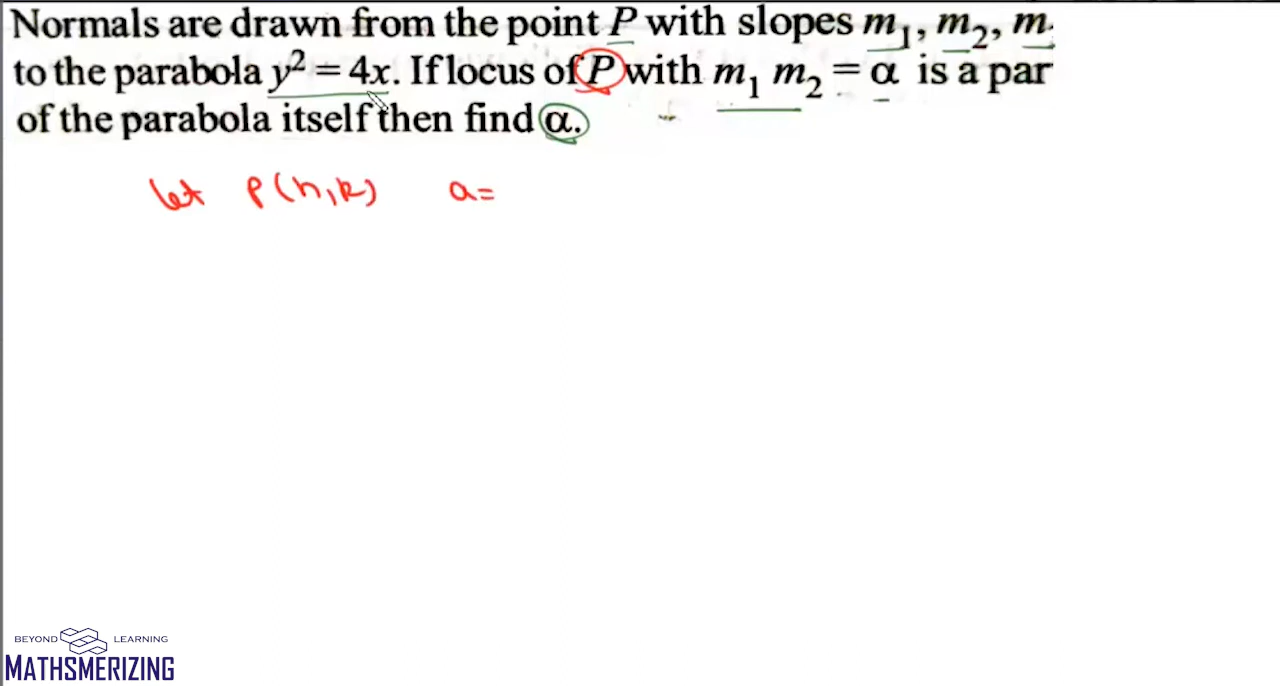 Normals are drawn from the point P with slopes m₁, m₂, m
to the parabola y² = 4x. If locus of P with m₁ m₂ = α is a par
of the parabola itself then find α.
let P(h,k) a=
BEYOND LEARNING
MATHSMERIZING